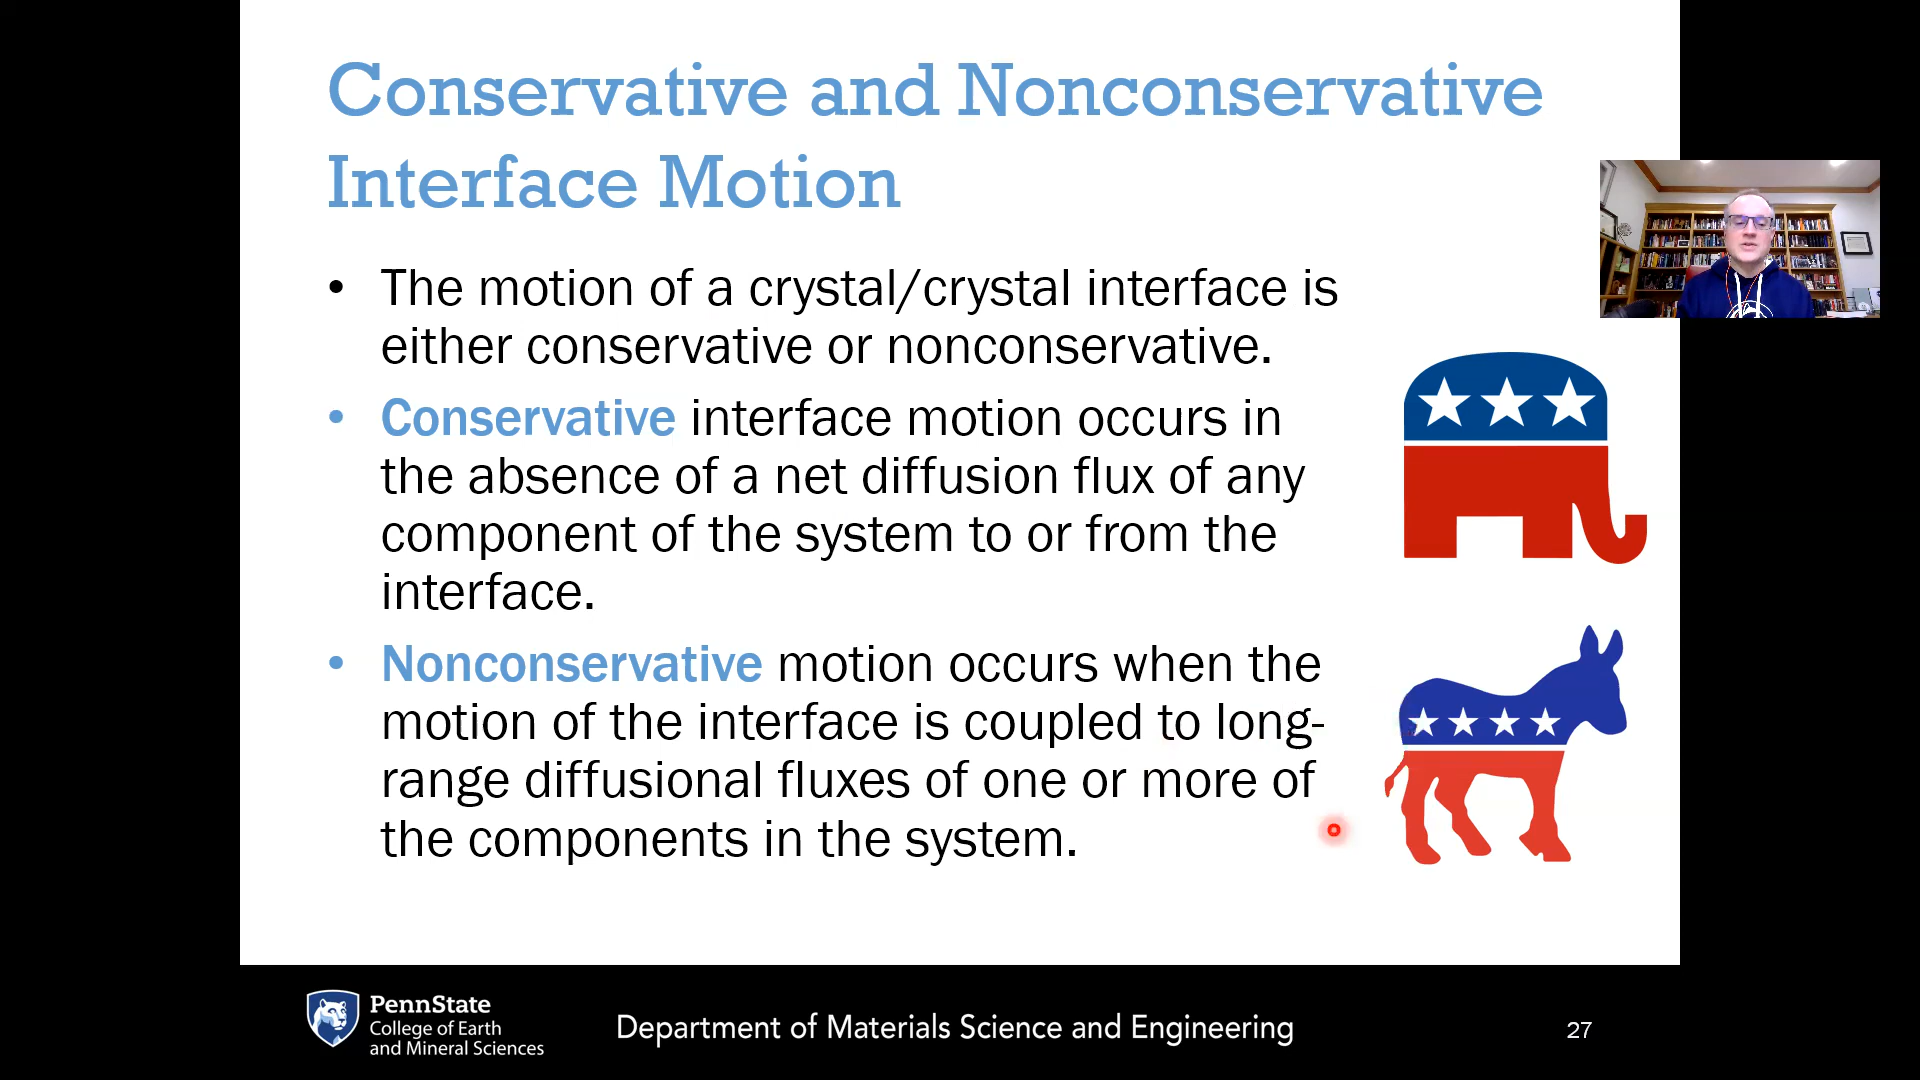 Conservative and Nonconservative
Interface Motion
• The motion of a crystal/crystal interface is
either conservative or nonconservative.
• Conservative interface motion occurs in
the absence of a net diffusion flux of any
component of the system to or from the
interface.
• Nonconservative motion occurs when the
motion of the interface is coupled to long-
range diffusional fluxes of one or more of
the components in the system.
PennState
College of Earth
and Mineral Sciences
Department of Materials Science and Engineering
27